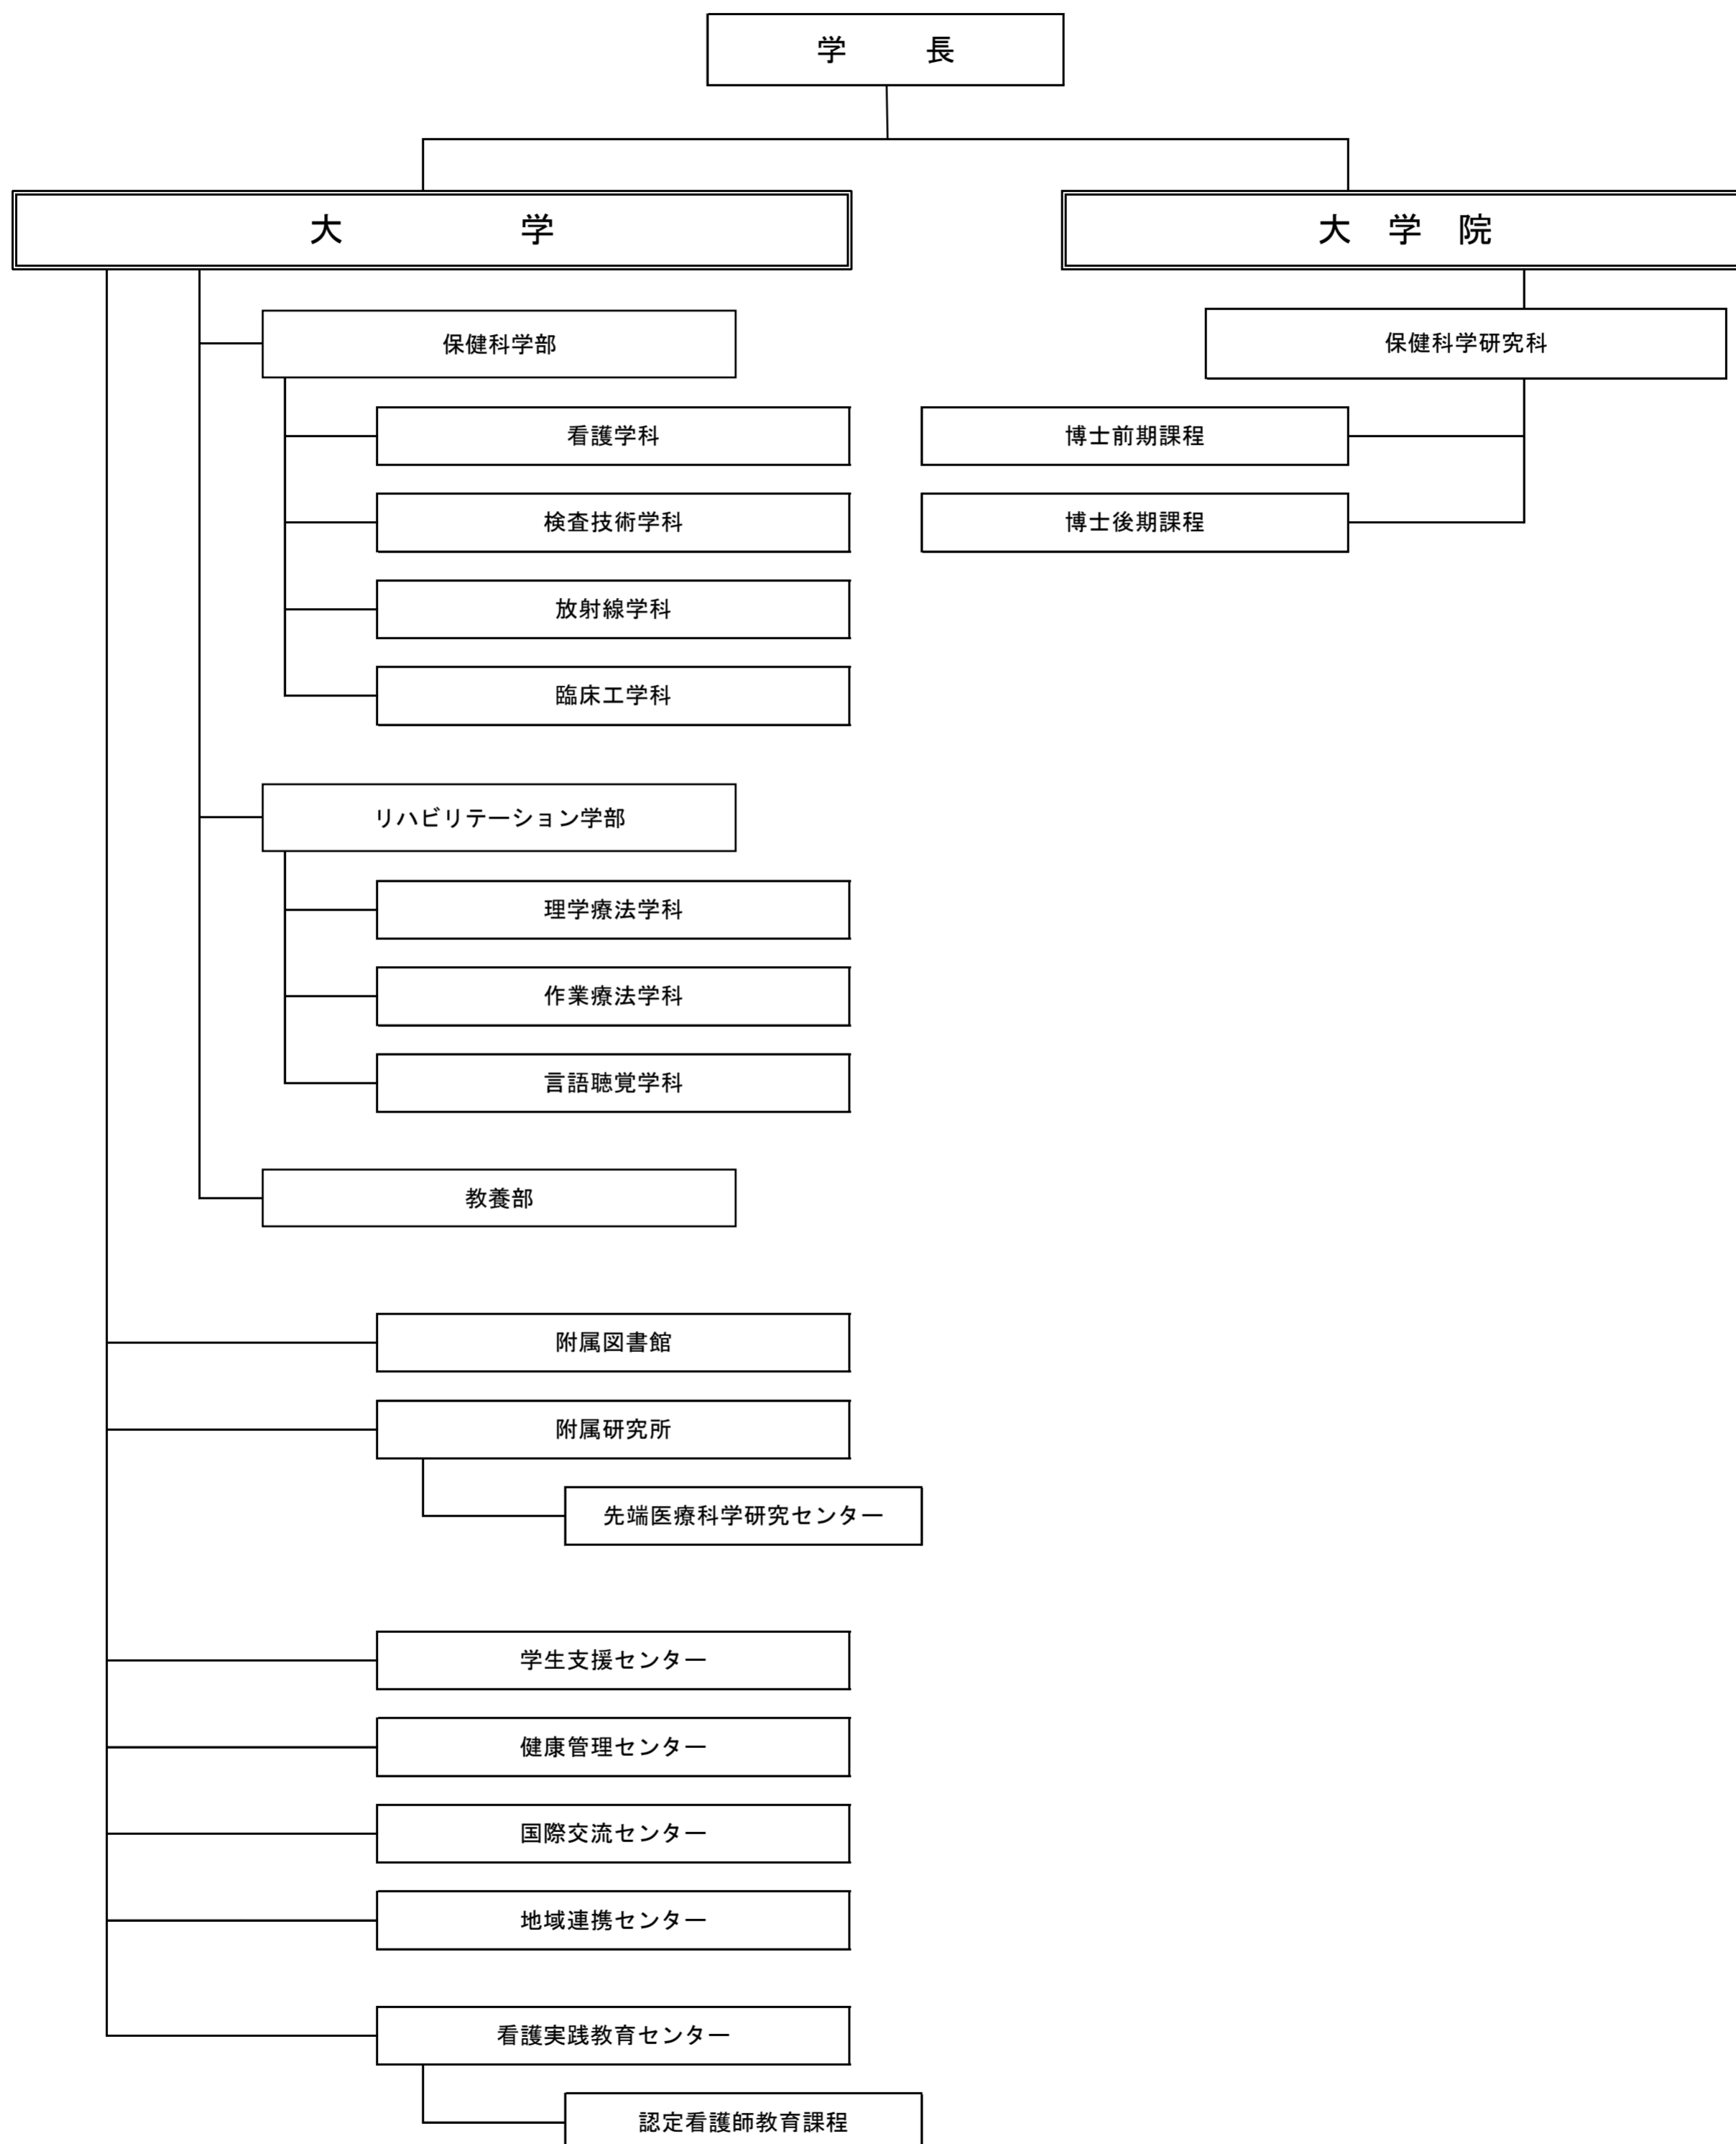 学長
大学
大学院
保健科学部
保健科学研究科
看護学科
博士前期課程
検査技術学科
博士後期課程
放射線学科
臨床工学科
リハビリテーション学部
理学療法学科
作業療法学科
言語聴覚学科
教養部
附属図書館
附属研究所
先端医療科学研究センター
学生支援センター
健康管理センター
国際交流センター
地域連携センター
看護実践教育センター
認定看護師教育課程